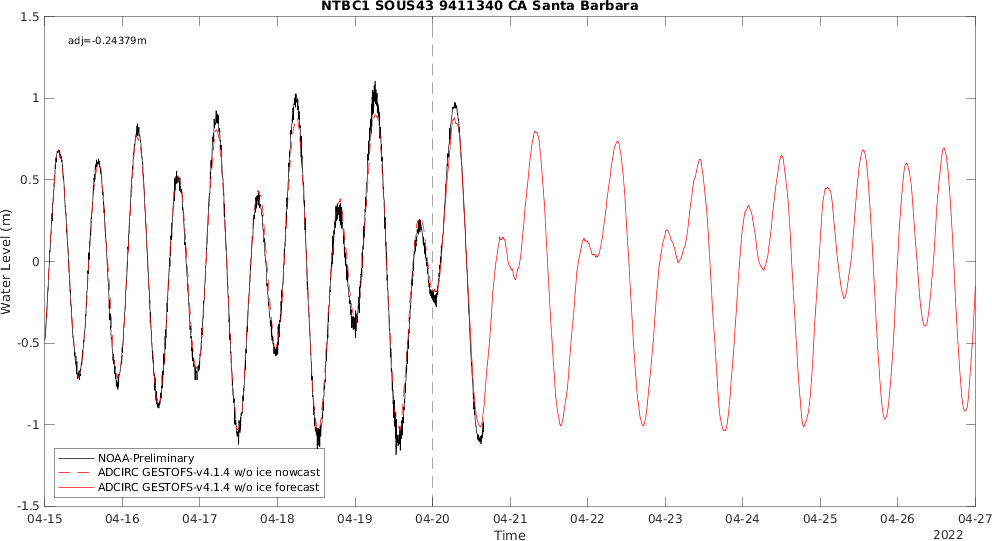 NTBC1 SOUS43 9411340 CA Santa Barbara
1.5
adj=-0.24379m
1
0.5
0
-0.5
-1
-1.5
Water Level (m)
NOAA-Preliminary
ADCIRC GESTOFS-v4.1.4 w/o ice nowcast
ADCIRC GESTOFS-v4.1.4 w/o ice forecast
04-15 04-16 04-17 04-18 04-19 04-20 04-21 04-22 04-23 04-24 04-25 04-26 04-27
Time
2022